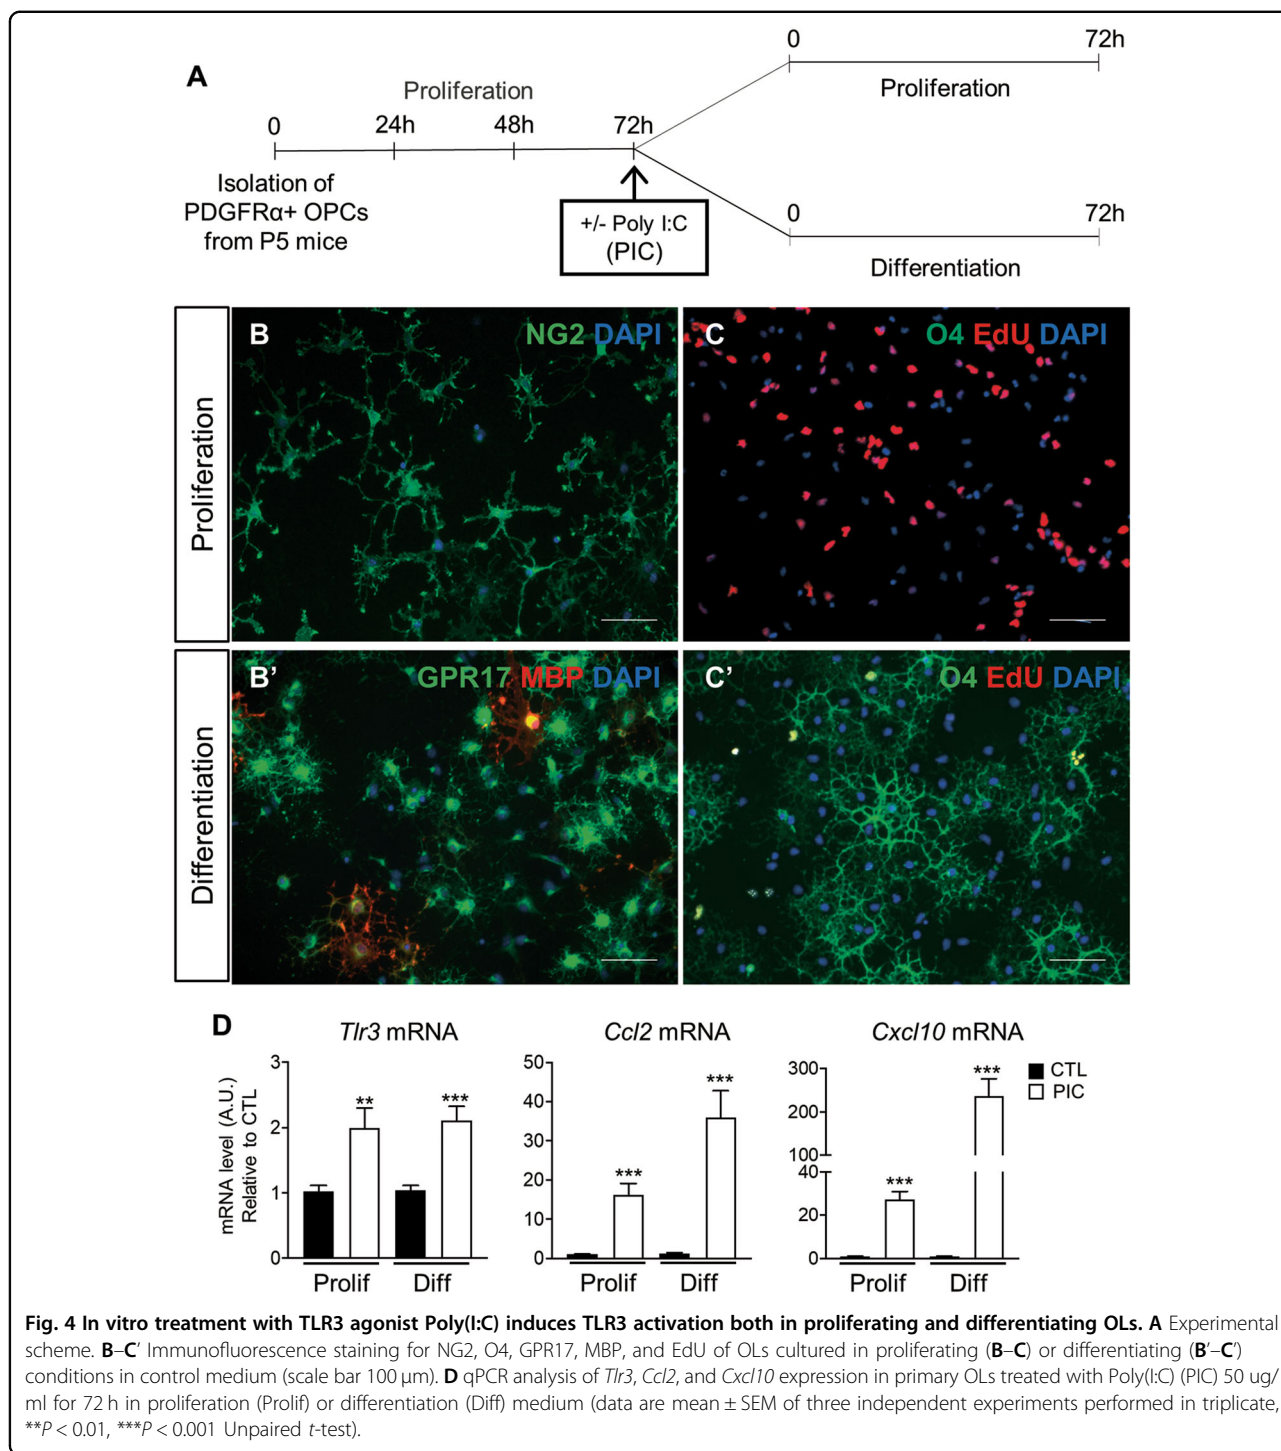 A
Proliferation
0 24h 48h 72h
0 72h
Proliferation
Isolation of
PDGFRα+ OPCs
from P5 mice
+/- Poly I:C
(PIC)
0 72h
Differentiation
Proliferation
B NG2 DAPI
C O4 EdU DAPI
Differentiation
B' GPR17 MBP DAPI
C' O4 EdU DAPI
D
Tlr3 mRNA
mRNA level (A.U.)
Relative to CTL
3
2
1
0
**
***
Prolif Diff
Ccl2 mRNA
50
40
30
20
10
0
***
***
Prolif Diff
Cxcl10 mRNA
300
200
100
40
20
0
***
***
Prolif Diff
CTL
PIC
Fig. 4 In vitro treatment with TLR3 agonist Poly(I:C) induces TLR3 activation both in proliferating and differentiating OLs. A Experimental
scheme. B–C′ Immunofluorescence staining for NG2, O4, GPR17, MBP, and EdU of OLs cultured in proliferating (B–C) or differentiating (B′–C′)
conditions in control medium (scale bar 100 µm). D qPCR analysis of Tlr3, Ccl2, and Cxcl10 expression in primary OLs treated with Poly(I:C) (PIC) 50 ug/
ml for 72 h in proliferation (Prolif) or differentiation (Diff) medium (data are mean ± SEM of three independent experiments performed in triplicate,
**P < 0.01, ***P < 0.001 Unpaired t-test).